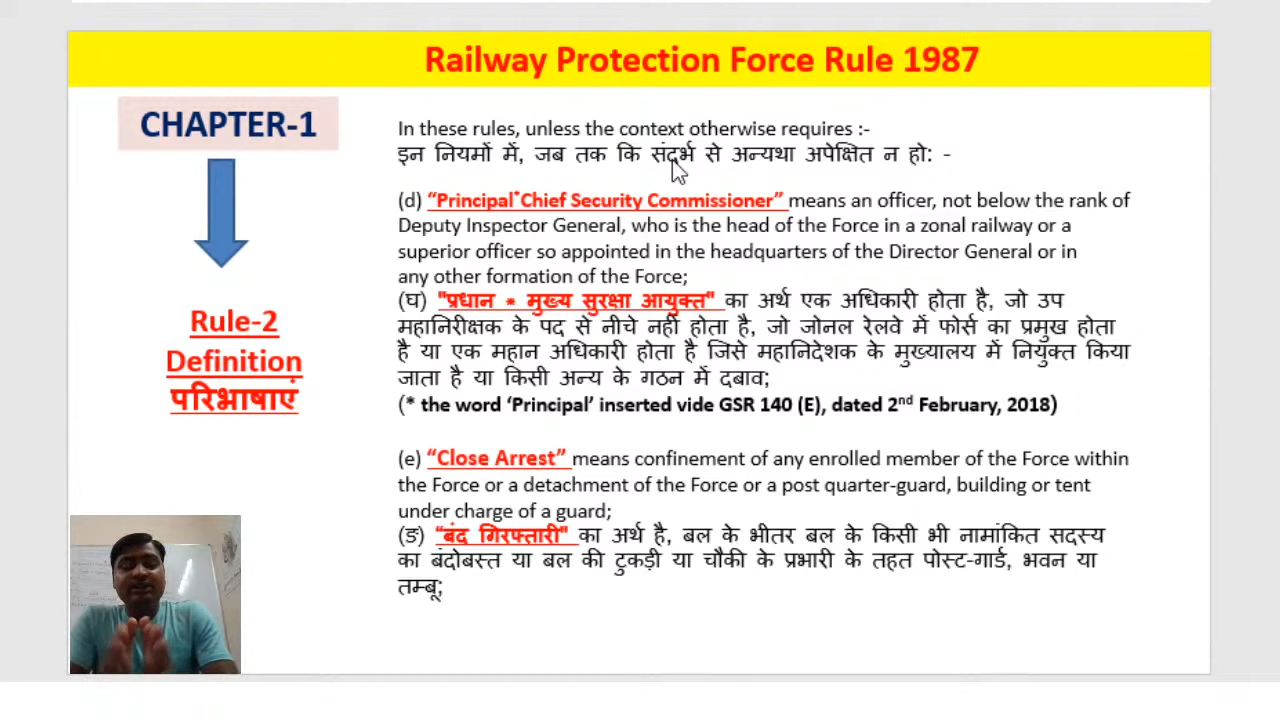 Railway Protection Force Rule 1987
CHAPTER-1
Rule-2
Definition
परिभाषाएं
In these rules, unless the context otherwise requires :-
इन नियमों में, जब तक कि संदर्भ से अन्यथा अपेक्षित न हो: -
(d) “Principal*Chief Security Commissioner” means an officer, not below the rank of
Deputy Inspector General, who is the head of the Force in a zonal railway or a
superior officer so appointed in the headquarters of the Director General or in
any other formation of the Force;
(घ) "प्रधान * मुख्य सुरक्षा आयुक्त" का अर्थ एक अधिकारी होता है, जो उप
महानिरीक्षक के पद से नीचे नहीं होता है, जो जोनल रेलवे में फोर्स का प्रमुख होता
है या एक महान अधिकारी होता है जिसे महानिदेशक के मुख्यालय में नियुक्त किया
जाता है या किसी अन्य के गठन में दबाव;
(* the word ‘Principal’ inserted vide GSR 140 (E), dated 2nd February, 2018)
(e) “Close Arrest” means confinement of any enrolled member of the Force within
the Force or a detachment of the Force or a post quarter-guard, building or tent
under charge of a guard;
(ङ) “बंद गिरफ्तारी" का अर्थ है, बल के भीतर बल के किसी भी नामांकित सदस्य
का बंदोबस्त या बल की टुकड़ी या चौकी के प्रभारी के तहत पोस्ट-गार्ड, भवन या
तम्बू;